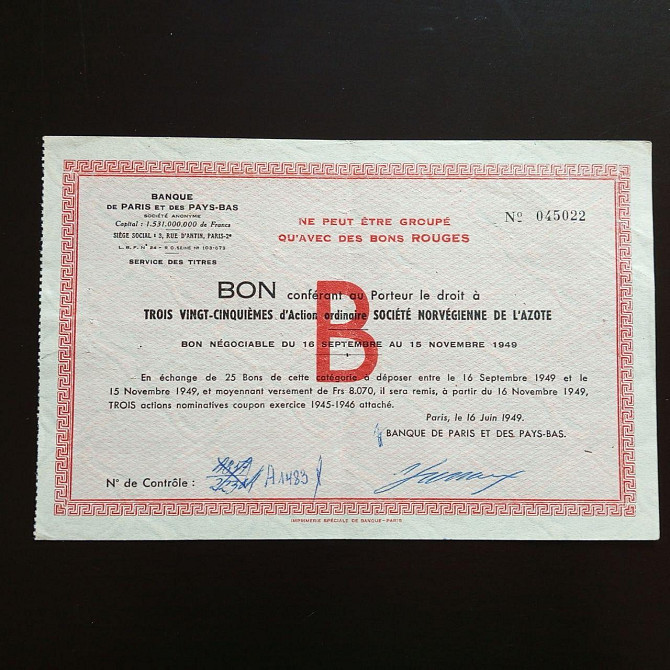 BANQUE
DE PARIS ET DES PAYS-BAS
SOCIÉTÉ ANONYME
Capital : 1.531.000.000 de Francs
SIÈGE SOCIAL : 3, RUE D'ANTIN, PARIS-2e
L.B.F. N° 24 - R.C. SEINE N° 103-673
SERVICE DES TITRES
NE PEUT ÊTRE GROUPÉ
QU'AVEC DES BONS ROUGES
No 045022
B
BON conférant au Porteur le droit à
TROIS VINGT-CINQUIÈMES d'Action ordinaire SOCIÉTÉ NORVÉGIENNE DE L'AZOTE
BON NÉGOCIABLE DU 16 SEPTEMBRE AU 15 NOVEMBRE 1949
En échange de 25 Bons de cette catégorie à déposer entre le 16 Septembre 1949 et le
15 Novembre 1949, et moyennant versement de Frs 8.070, il sera remis, à partir du 16 Novembre 1949,
TROIS actions nominatives coupon exercice 1945-1946 attaché.
Paris, le 16 Juin 1949.
BANQUE DE PARIS ET DES PAYS-BAS.
N° de Contrôle : A1483
IMPRIMERIE SPÉCIALE DE BANQUE-PARIS